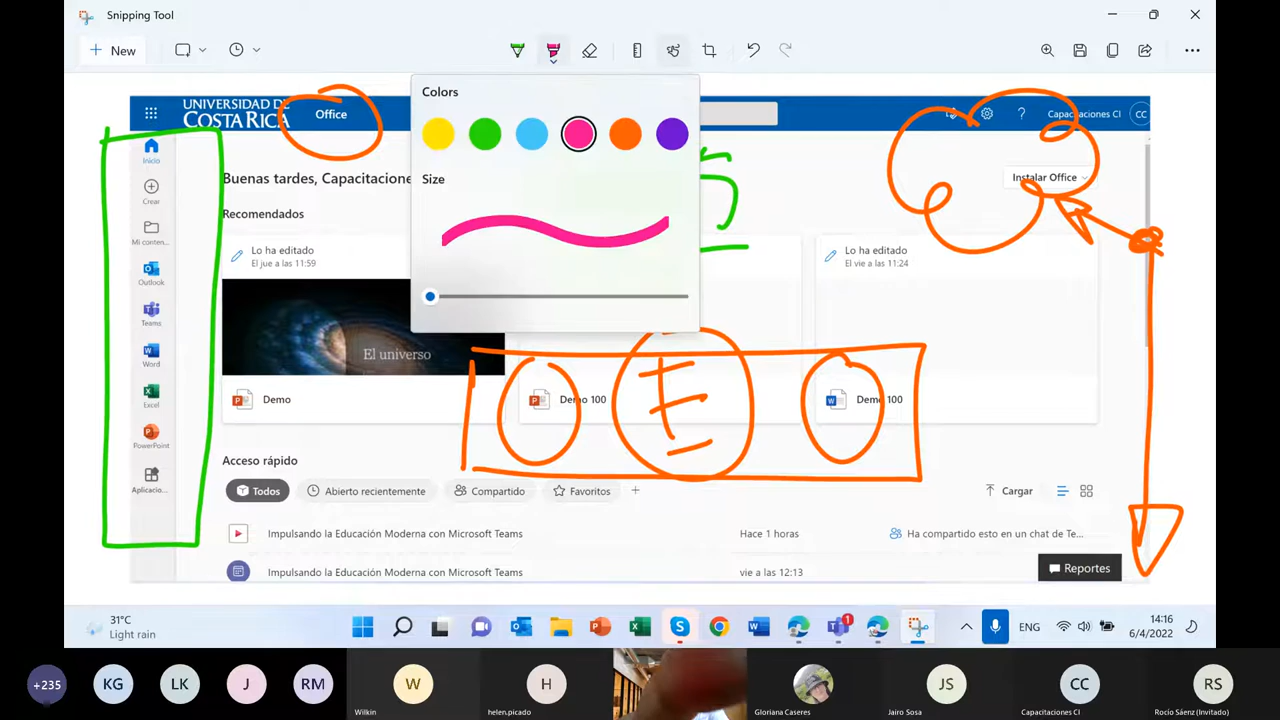 Snipping Tool
New
Colors
Size
UNIVERSIDAD DE
COSTA RICA
Office
Capacitaciones CI
CC
Instalar Office
Inicio
Crear
Mi conten...
Outlook
Teams
Word
Excel
PowerPoint
Aplicacio...
Buenas tardes, Capacitacione
Recomendados
Lo ha editado
El jue a las 11:59
Lo ha editado
El vie a las 11:24
El universo
Demo
Demo 100
E
Demo 100
Acceso rápido
Todos
Abierto recientemente
Compartido
Favoritos
Cargar
Impulsando la Educación Moderna con Microsoft Teams
Hace 1 horas
Ha compartido esto en un chat de Te...
Impulsando la Educación Moderna con Microsoft Teams
vie a las 12:13
Reportes
31°C
Light rain
1
ENG
14:16
6/4/2022
+235
KG
LK
J
RM
W
Wilkin
H
helen.picado
Gloriana Caseres
JS
Jairo Sosa
CC
Capacitaciones CI
RS
Rocío Sáenz (Invitado)